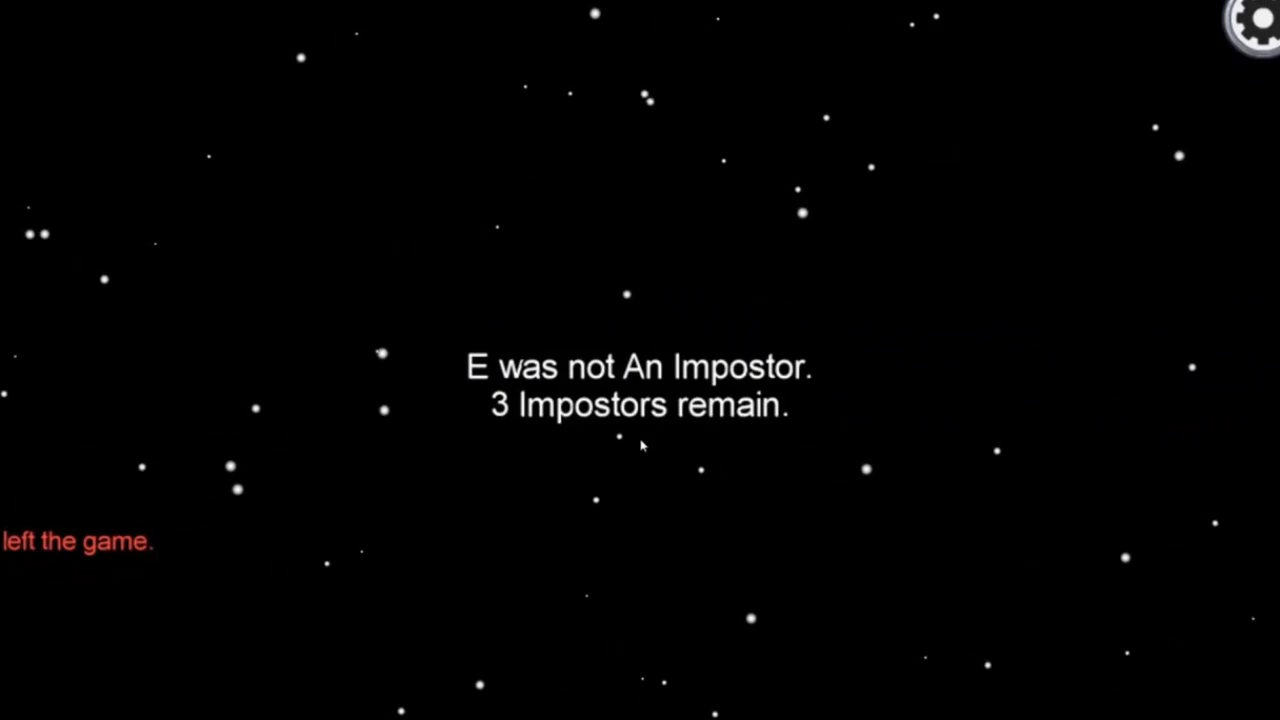 E was not An Impostor.
3 Impostors remain.
left the game.